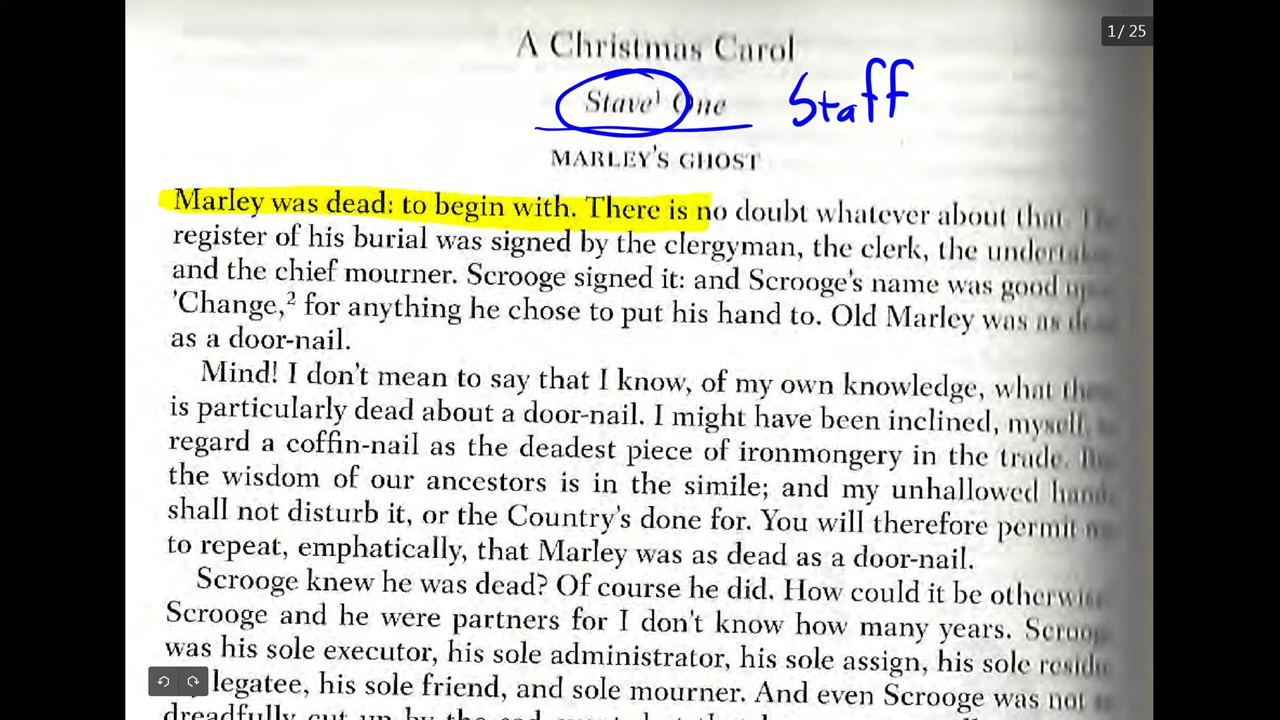 1 / 25
A Christmas Carol
Stave¹ One
Staff
MARLEY'S GHOST
Marley was dead: to begin with. There is no doubt whatever about that.
register of his burial was signed by the clergyman, the clerk, the
and the chief mourner. Scrooge signed it: and Scrooge's name was good
'Change,² for anything he chose to put his hand to. Old Marley was as
as a door-nail.
Mind! I don't mean to say that I know, of my own knowledge, what
is particularly dead about a door-nail. I might have been inclined, myself,
regard a coffin-nail as the deadest piece of ironmongery in the trade.
the wisdom of our ancestors is in the simile; and my unhallowed
shall not disturb it, or the Country's done for. You will therefore permit
to repeat, emphatically, that Marley was as dead as a door-nail.
Scrooge knew he was dead? Of course he did. How could it be
Scrooge and he were partners for I don't know how many years.
was his sole executor, his sole administrator, his sole assign, his sole
legatee, his sole friend, and sole mourner. And even Scrooge was not